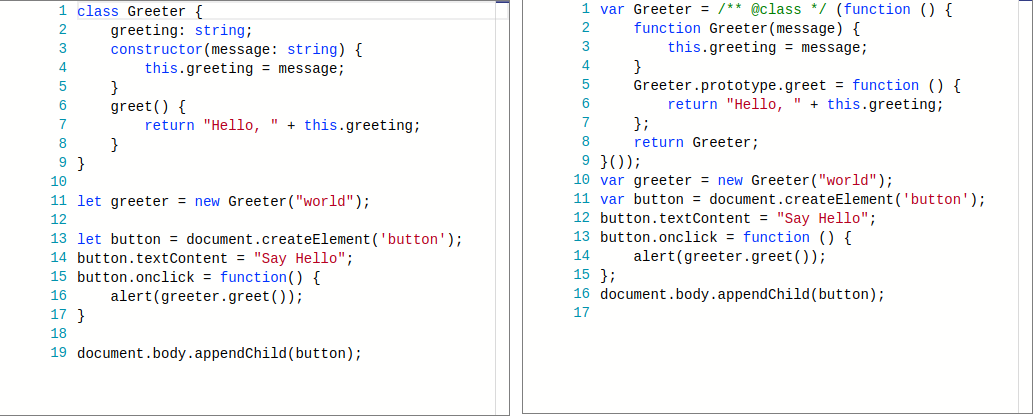 1 class Greeter {
2     greeting: string;
3     constructor(message: string) {
4         this.greeting = message;
5     }
6     greet() {
7         return "Hello, " + this.greeting;
8     }
9 }
10
11 let greeter = new Greeter("world");
12
13 let button = document.createElement('button');
14 button.textContent = "Say Hello";
15 button.onclick = function() {
16     alert(greeter.greet());
17 }
18
19 document.body.appendChild(button);
1 var Greeter = /** @class */ (function () {
2     function Greeter(message) {
3         this.greeting = message;
4     }
5     Greeter.prototype.greet = function () {
6         return "Hello, " + this.greeting;
7     };
8     return Greeter;
9 }());
10 var greeter = new Greeter("world");
11 var button = document.createElement('button');
12 button.textContent = "Say Hello";
13 button.onclick = function () {
14     alert(greeter.greet());
15 };
16 document.body.appendChild(button);
17